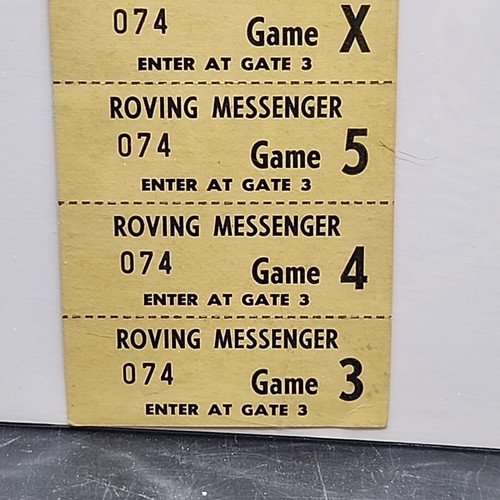 074 Game X
ENTER AT GATE 3
ROVING MESSENGER
074 Game 5
ENTER AT GATE 3
ROVING MESSENGER
074 Game 4
ENTER AT GATE 3
ROVING MESSENGER
074 Game 3
ENTER AT GATE 3